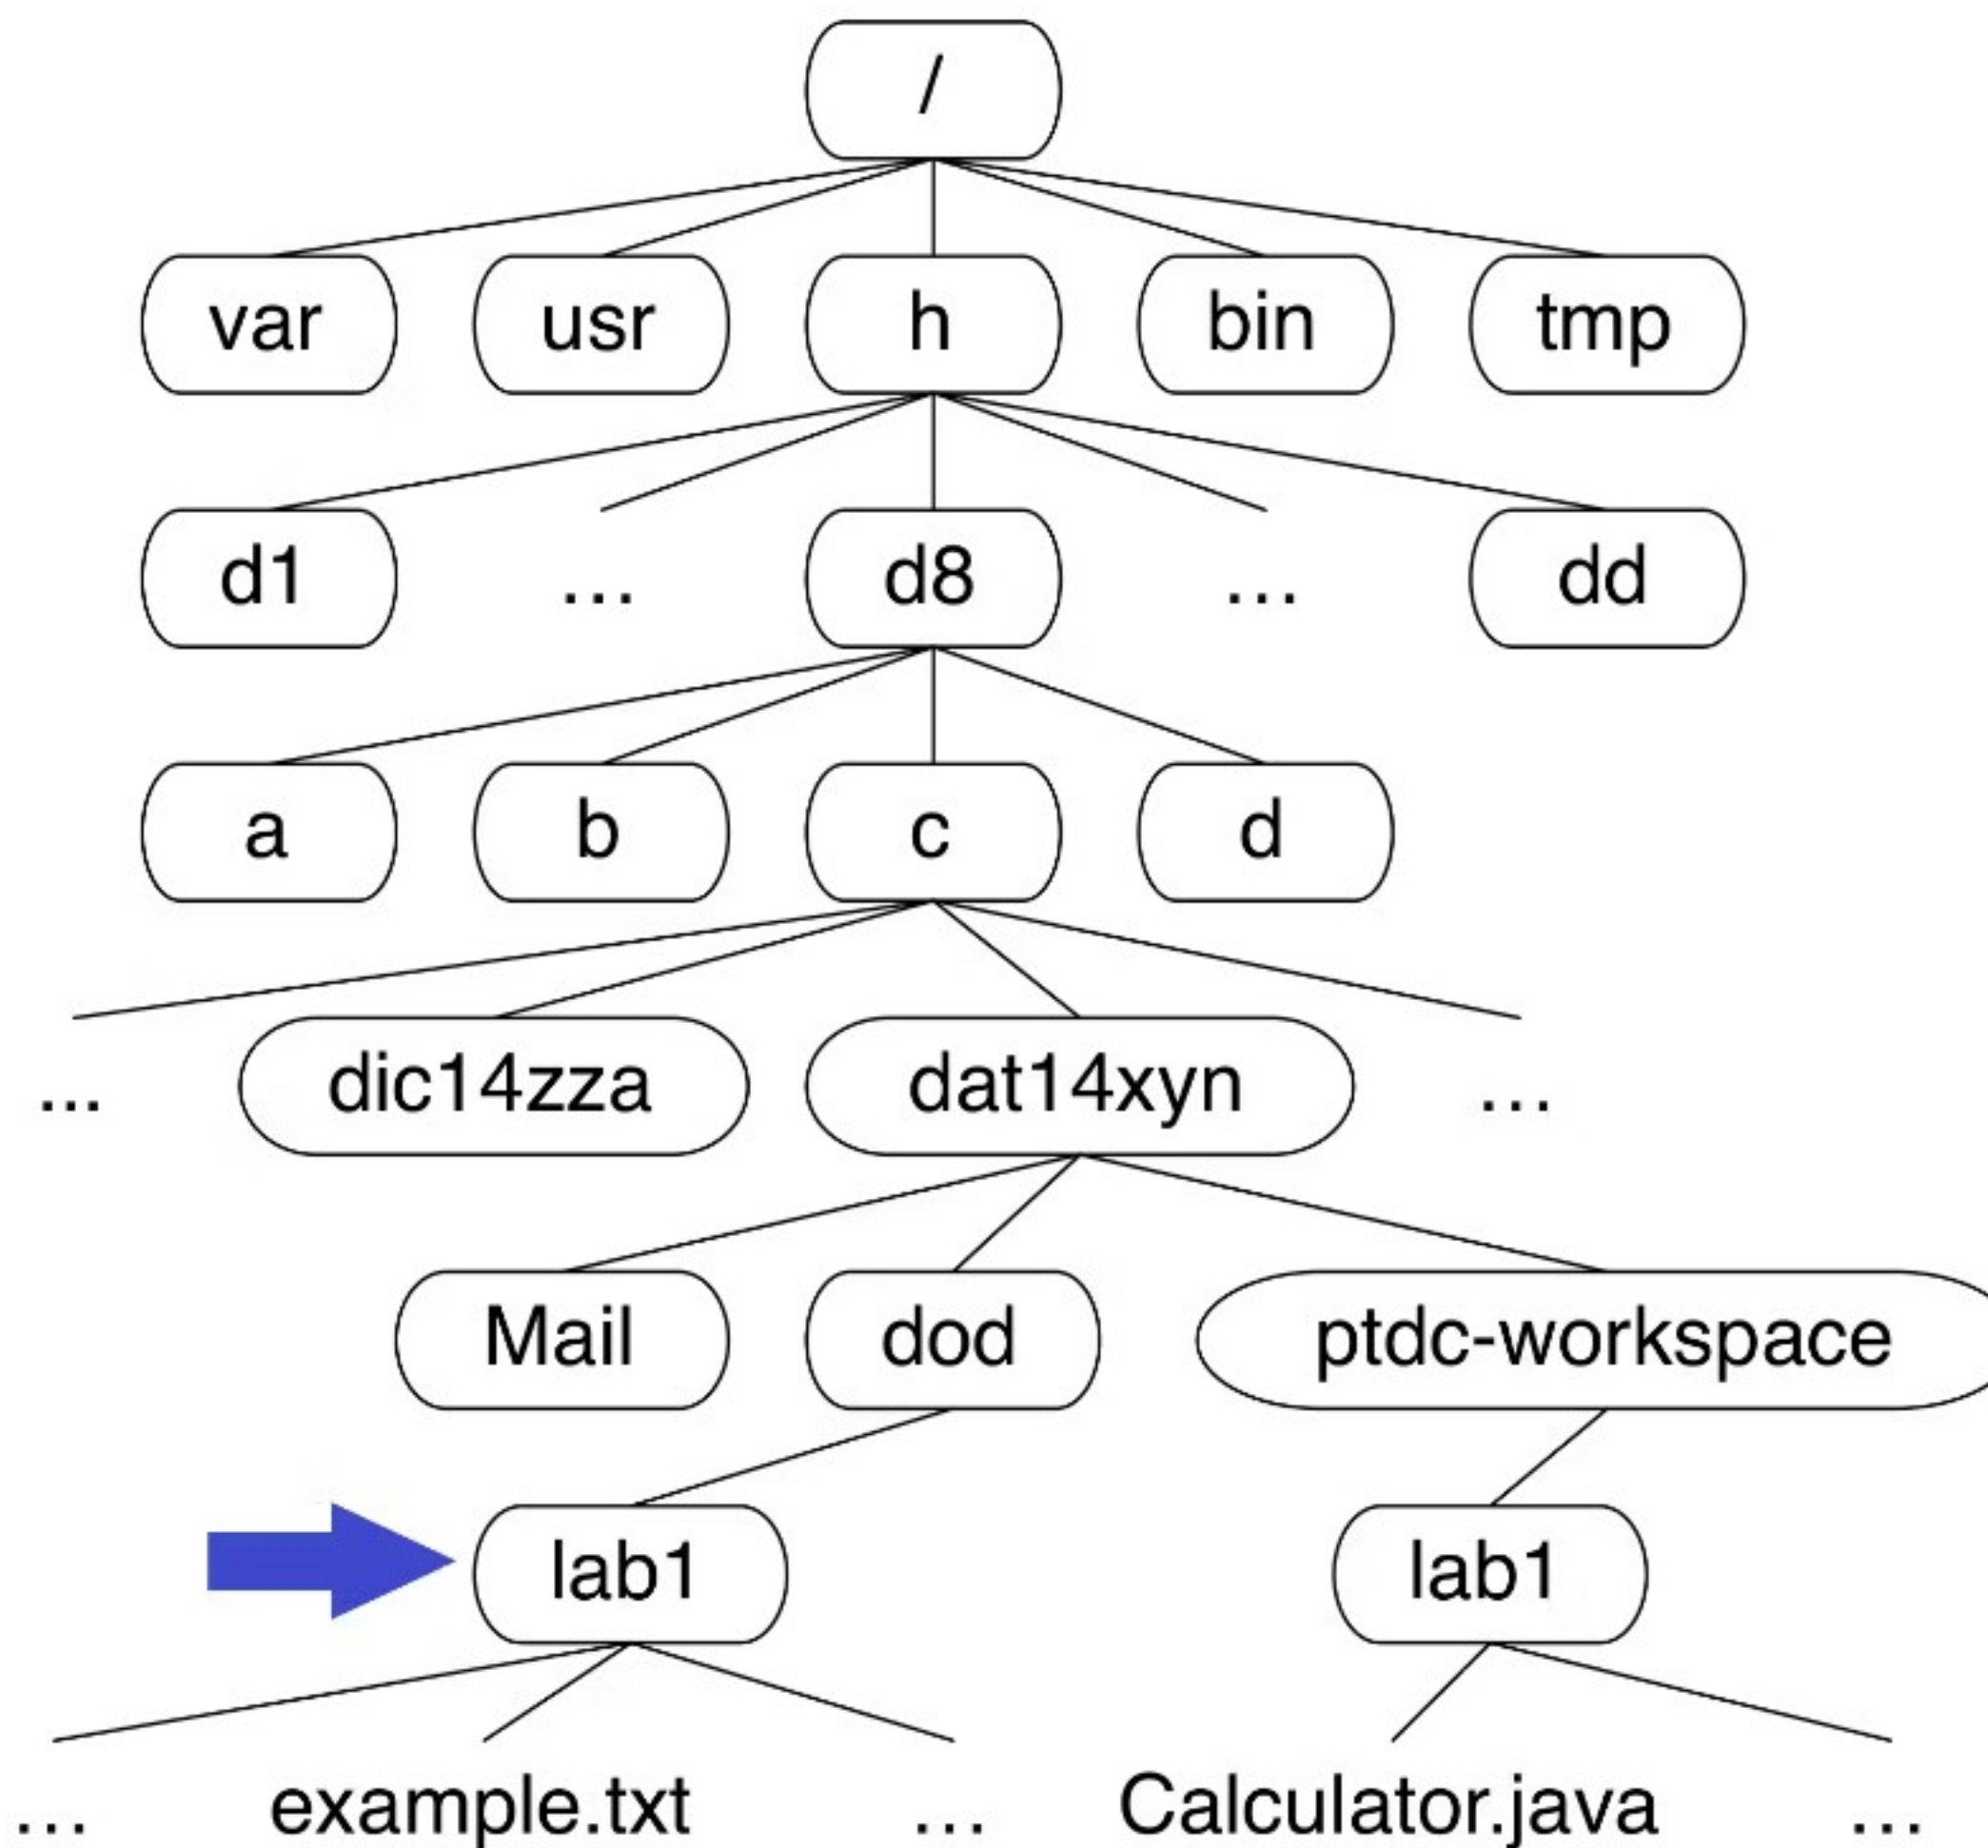 /
var usr h bin tmp
d1 ... d8 ... dd
a b c d
... dic14zza dat14xyn ...
Mail dod ptdc-workspace
lab1 lab1
... example.txt ... Calculator.java ...